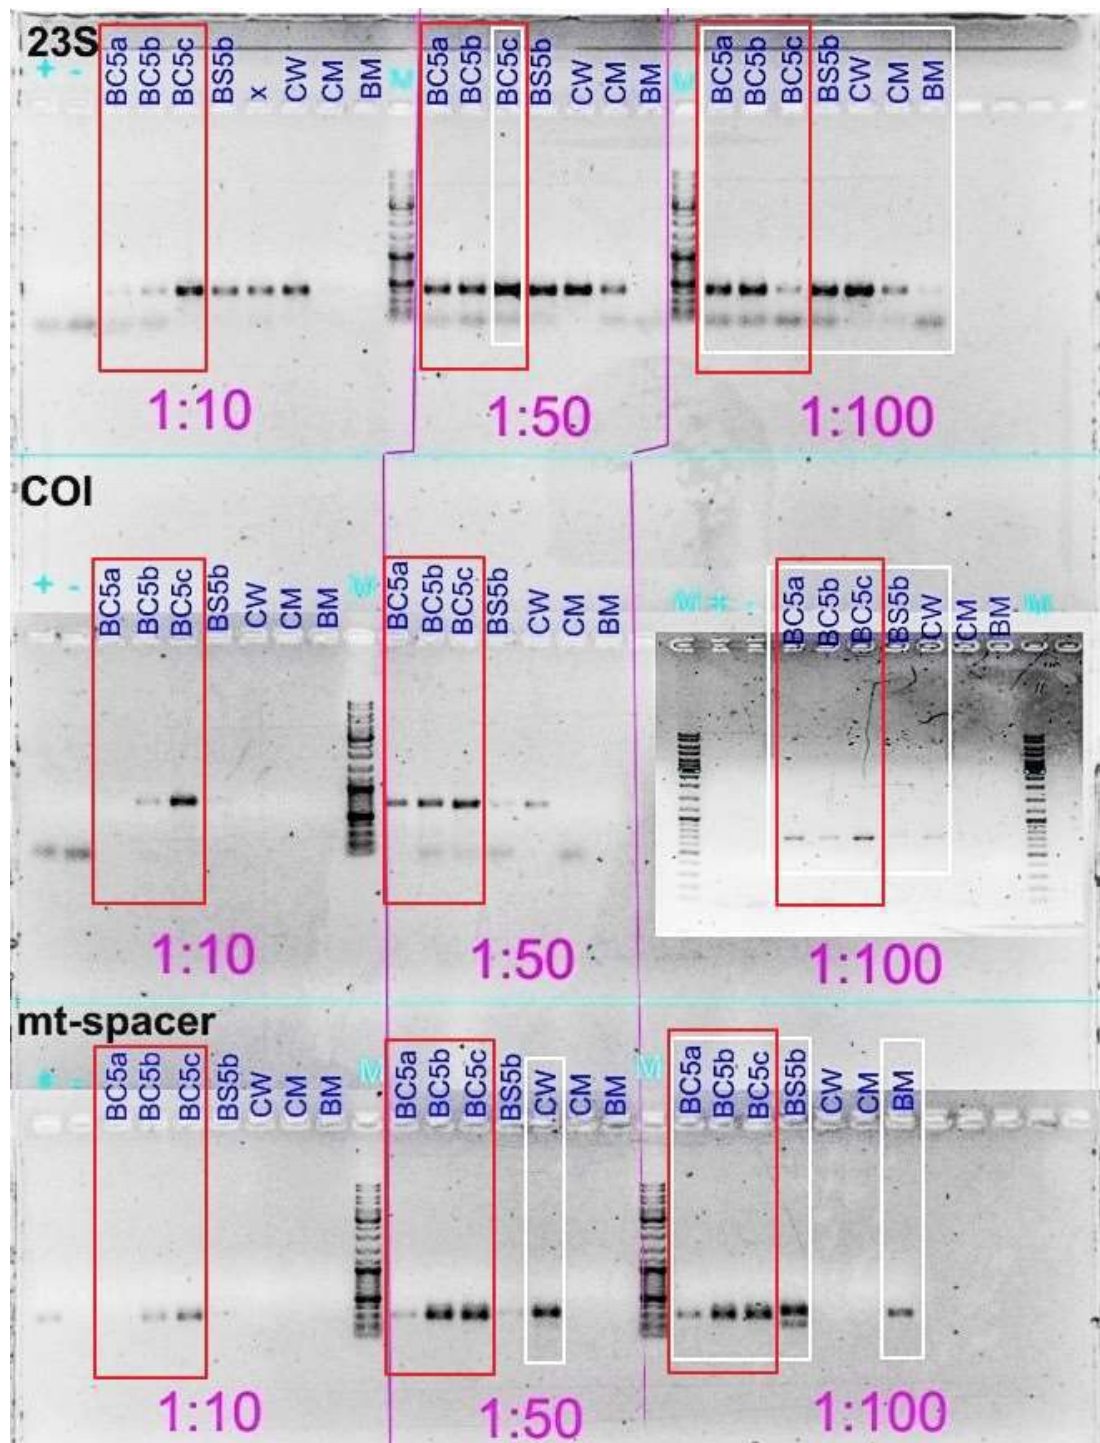 23S
+ - BC5a BC5b BC5c BS5b x CW CM BM M BC5a BC5b BC5c BS5b CW CM BM M BC5a BC5b BC5c BS5b CW CM BM
1:10 1:50 1:100
COI
+ - BC5a BC5b BC5c BS5b CW CM BM M BC5a BC5b BC5c BS5b CW CM BM M + - BC5a BC5b BC5c BS5b CW CM BM M
1:10 1:50 1:100
mt-spacer
+ - BC5a BC5b BC5c BS5b CW CM BM M BC5a BC5b BC5c BS5b CW CM BM M BC5a BC5b BC5c BS5b CW CM BM
1:10 1:50 1:100